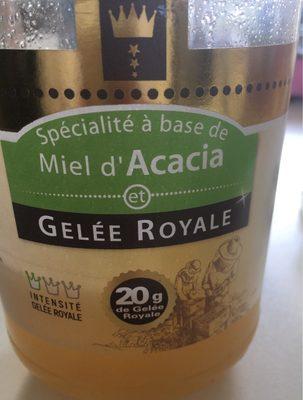 Spécialité à base de
Miel d'Acacia
et
GELÉE ROYALE
INTENSITÉ
GELÉE ROYALE
20g
de Gelée
Royale